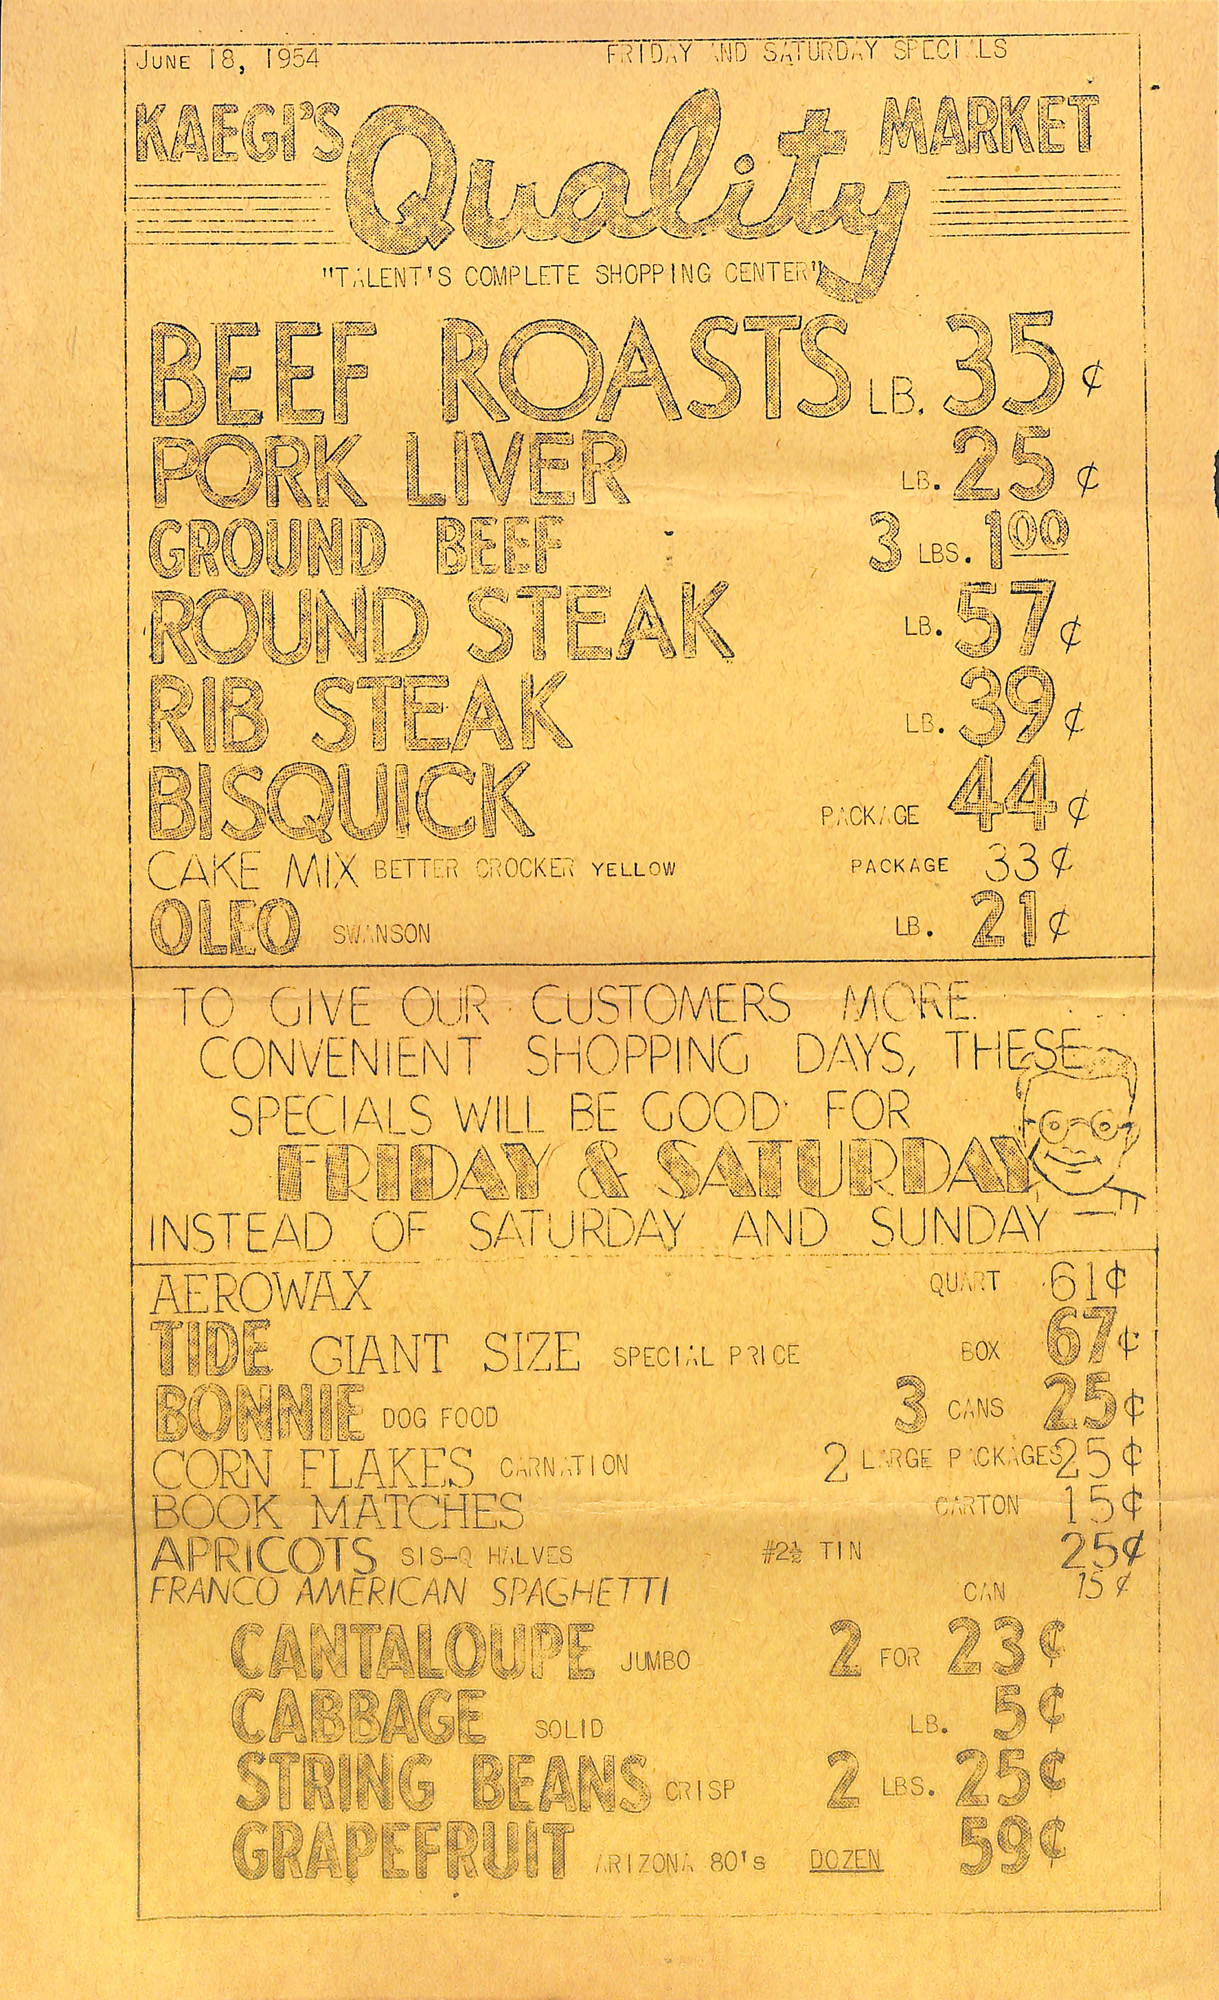 JUNE 18, 1954 FRIDAY AND SATURDAY SPECIALS
KAEGI'S Quality MARKET
"TALENT'S COMPLETE SHOPPING CENTER"
BEEF ROASTS LB. 35¢
PORK LIVER LB. 25¢
GROUND BEEF 3 LBS. 100
ROUND STEAK LB. 57¢
RIB STEAK LB. 39¢
BISQUICK PACKAGE 44¢
CAKE MIX BETTER CROCKER YELLOW PACKAGE 33¢
OLEO SWANSON LB. 21¢
TO GIVE OUR CUSTOMERS MORE
CONVENIENT SHOPPING DAYS, THESE
SPECIALS WILL BE GOOD FOR
FRIDAY & SATURDAY
INSTEAD OF SATURDAY AND SUNDAY
AEROWAX QUART 61¢
TIDE GIANT SIZE SPECIAL PRICE BOX 67¢
BONNIE DOG FOOD 3 CANS 25¢
CORN FLAKES CARNATION 2 LARGE PACKAGES 25¢
BOOK MATCHES CARTON 15¢
APRICOTS SIS-Q HALVES #2½ TIN 25¢
FRANCO AMERICAN SPAGHETTI CAN 15¢
CANTALOUPE JUMBO 2 FOR 23¢
CABBAGE SOLID LB. 5¢
STRING BEANS CRISP 2 LBS. 25¢
GRAPEFRUIT ARIZONA 80's DOZEN 59¢